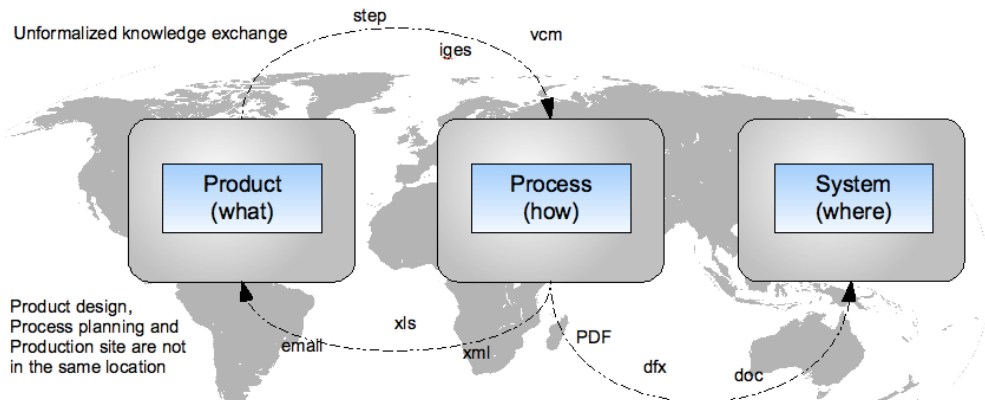 step
Unformalized knowledge exchange
vcm
iges
Product
(what)
Process
(how)
System
(where)
Product design,
Process planning and
Production site are not
in the same location
xls
email
xml
PDF
dfx
doc